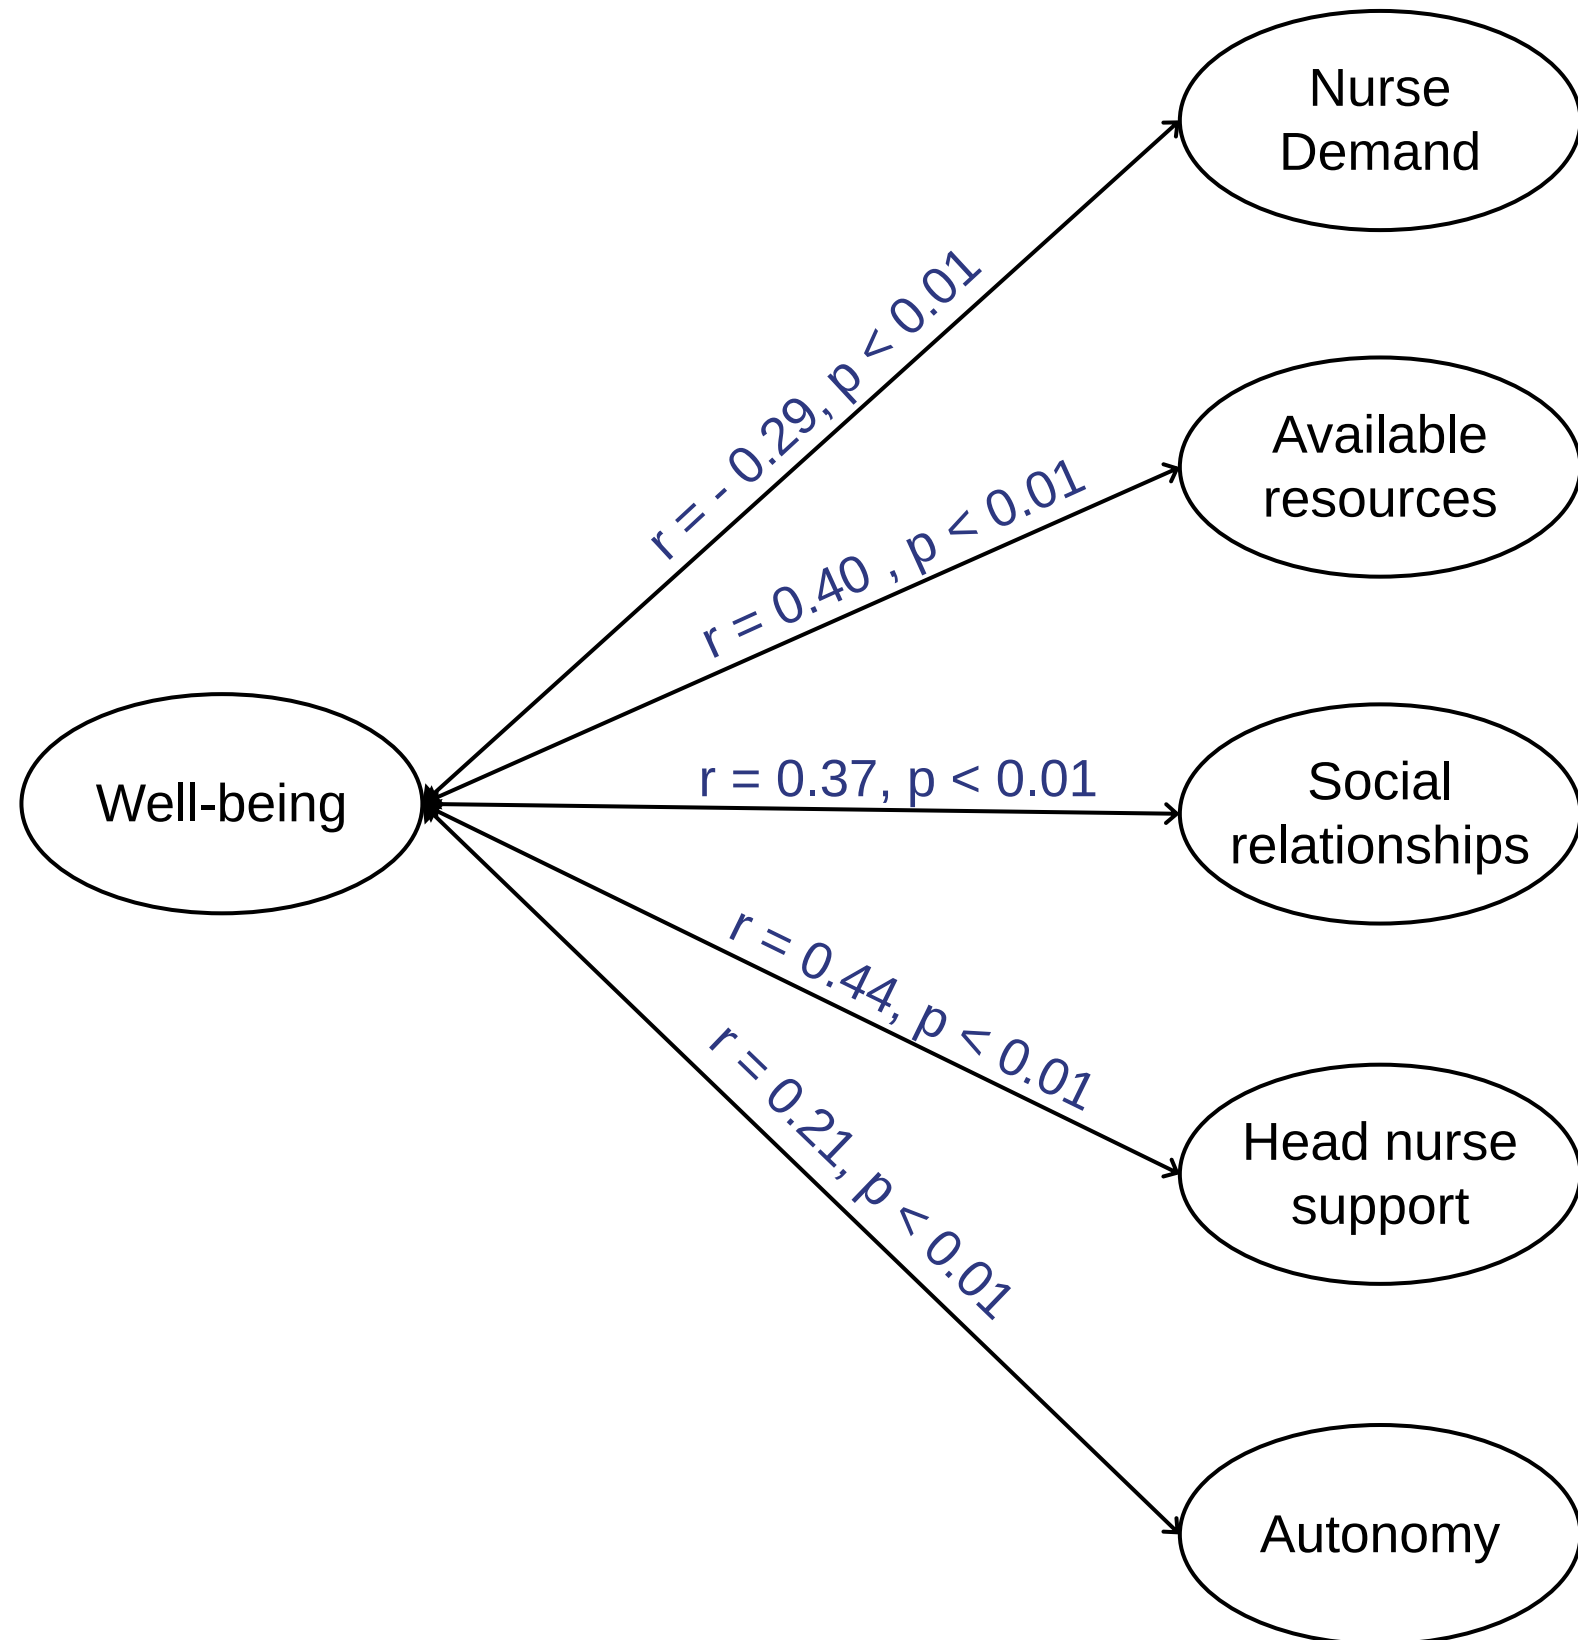 Nurse
Demand
r = - 0.29, p < 0.01
Available
resources
r = 0.40 , p < 0.01
Well-being
r = 0.37, p < 0.01
Social
relationships
r = 0.44, p < 0.01
Head nurse
support
r = 0.21, p < 0.01
Autonomy